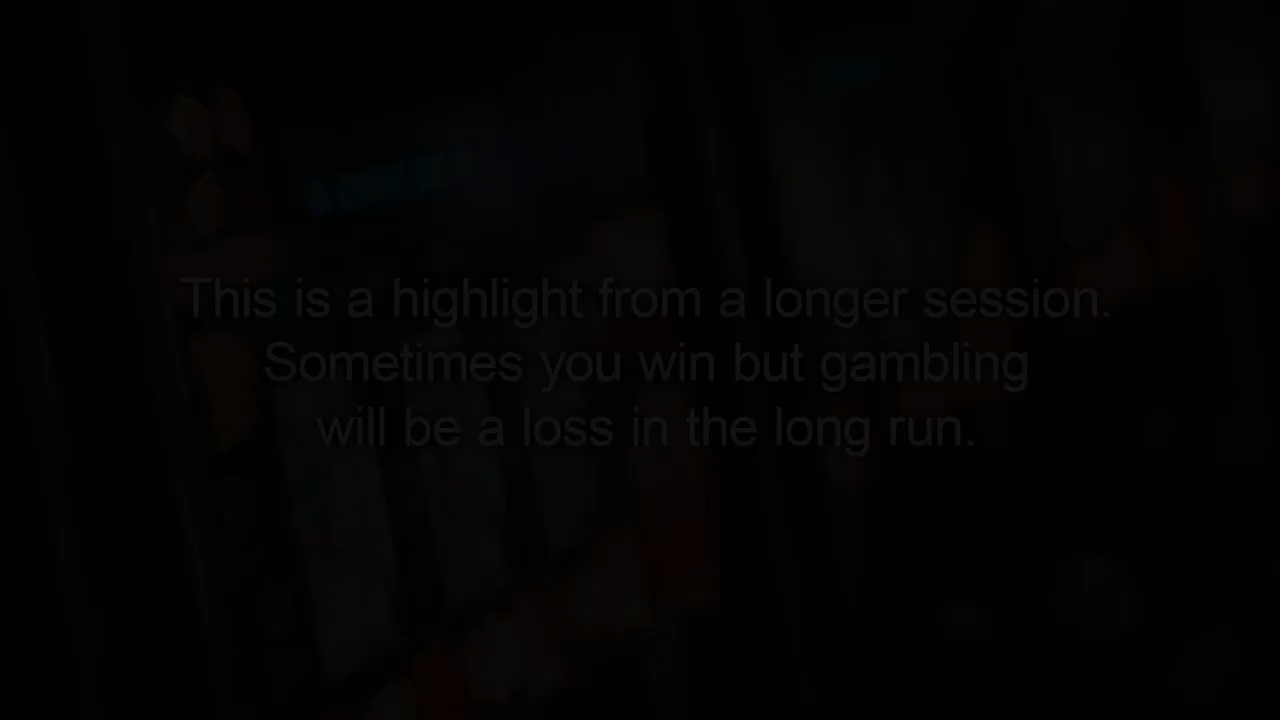 This is a highlight from a longer session.
Sometimes you win but gambling
will be a loss in the long run.